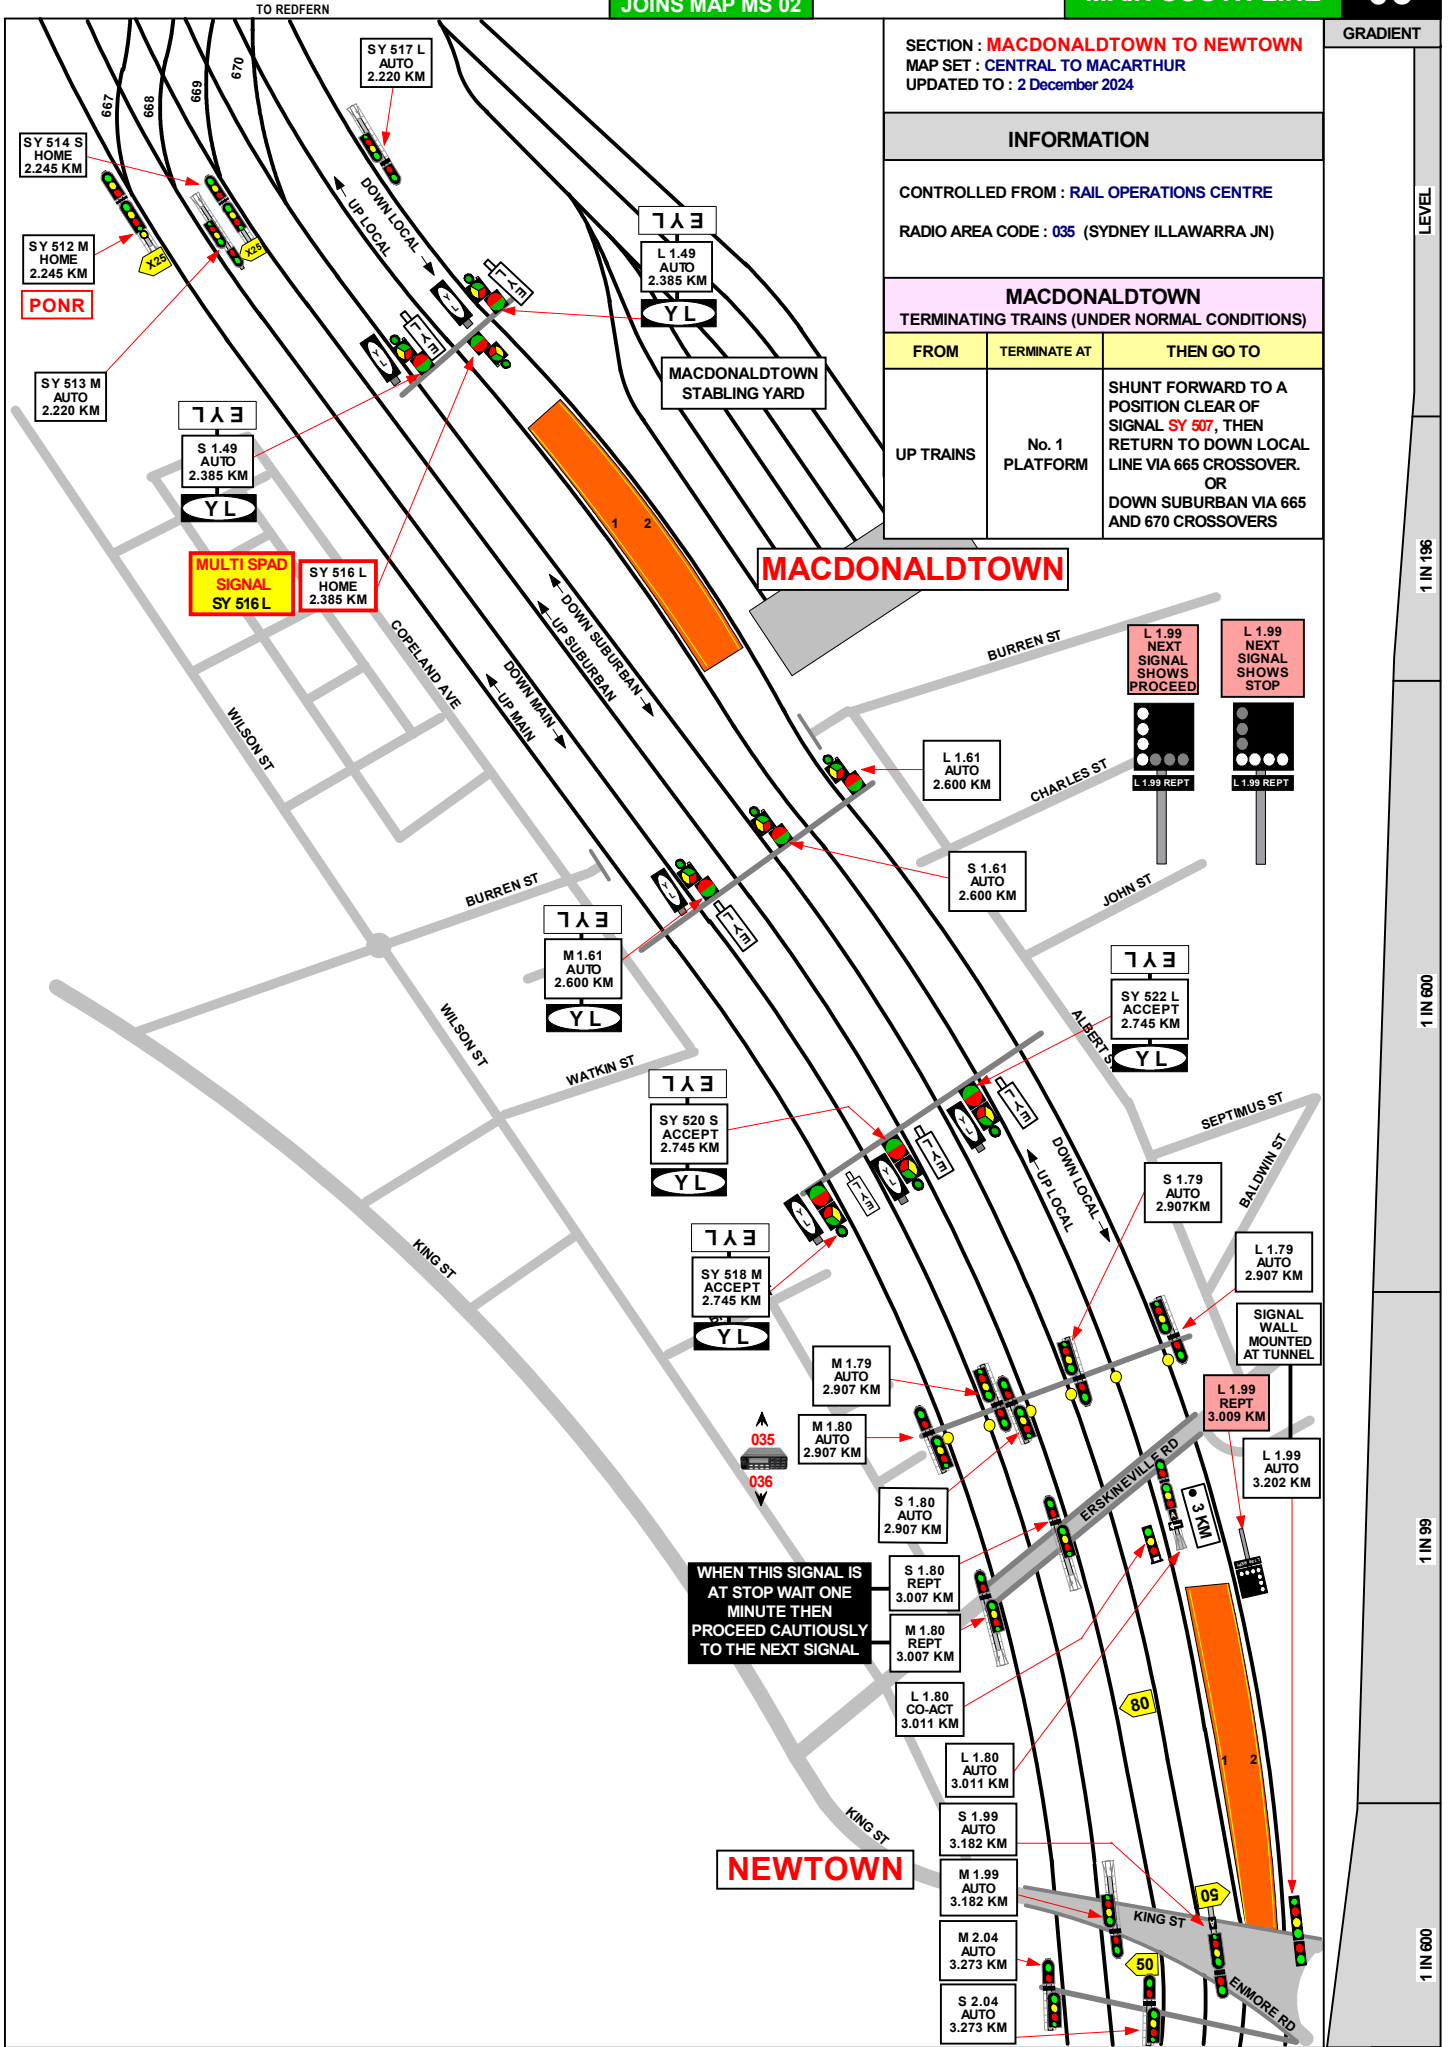 TO REDFERN
JOINS MAP MS 02
SECTION : MACDONALDTOWN TO NEWTOWN
MAP SET : CENTRAL TO MACARTHUR
UPDATED TO : 2 December 2024
GRADIENT
INFORMATION
CONTROLLED FROM : RAIL OPERATIONS CENTRE
RADIO AREA CODE : 035 (SYDNEY ILLAWARRA JN)
MACDONALDTOWN
TERMINATING TRAINS (UNDER NORMAL CONDITIONS)
FROM
TERMINATE AT
THEN GO TO
UP TRAINS
No. 1
PLATFORM
SHUNT FORWARD TO A
POSITION CLEAR OF
SIGNAL SY 507, THEN
RETURN TO DOWN LOCAL
LINE VIA 665 CROSSOVER.
OR
DOWN SUBURBAN VIA 665
AND 670 CROSSOVERS
LEVEL
1 IN 196
1 IN 600
1 IN 99
1 IN 600
667
668
669
670
SY 517 L
AUTO
2.220 KM
SY 514 S
HOME
2.245 KM
SY 512 M
HOME
2.245 KM
PONR
X25
X25
SY 513 M
AUTO
2.220 KM
DOWN LOCAL
UP LOCAL
EYL
L 1.49
AUTO
2.385 KM
YL
EYL
YL
EYL
YL
MACDONALDTOWN
STABLING YARD
EYL
S 1.49
AUTO
2.385 KM
YL
MULTI SPAD
SIGNAL
SY 516 L
SY 516 L
HOME
2.385 KM
1 2
MACDONALDTOWN
COPELAND AVE
WILSON ST
DOWN SUBURBAN
UP SUBURBAN
DOWN MAIN
UP MAIN
BURREN ST
L 1.99
NEXT
SIGNAL
SHOWS
PROCEED
L 1.99
NEXT
SIGNAL
SHOWS
STOP
L 1.99 REPT
L 1.99 REPT
L 1.61
AUTO
2.600 KM
CHARLES ST
S 1.61
AUTO
2.600 KM
JOHN ST
BURREN ST
EYL
M 1.61
AUTO
2.600 KM
YL
YL
EYL
WILSON ST
WATKIN ST
EYL
SY 522 L
ACCEPT
2.745 KM
YL
EYL
YL
SEPTIMUS ST
BALDWIN ST
EYL
SY 520 S
ACCEPT
2.745 KM
YL
EYL
YL
EYL
YL
DOWN LOCAL
UP LOCAL
S 1.79
AUTO
2.907KM
KING ST
EYL
SY 518 M
ACCEPT
2.745 KM
YL
L 1.79
AUTO
2.907 KM
SIGNAL
WALL
MOUNTED
AT TUNNEL
M 1.79
AUTO
2.907 KM
M 1.80
AUTO
2.907 KM
L 1.99
REPT
3.009 KM
L 1.99
AUTO
3.202 KM
035
036
ERSKINEVILLE RD
S 1.80
AUTO
2.907 KM
3 KM
WHEN THIS SIGNAL IS
AT STOP WAIT ONE
MINUTE THEN
PROCEED CAUTIOUSLY
TO THE NEXT SIGNAL
S 1.80
REPT
3.007 KM
M 1.80
REPT
3.007 KM
L 1.80
CO-ACT
3.011 KM
80
L 1.80
AUTO
3.011 KM
1 2
KING ST
S 1.99
AUTO
3.182 KM
NEWTOWN
M 1.99
AUTO
3.182 KM
50
KING ST
M 2.04
AUTO
3.273 KM
50
S 2.04
AUTO
3.273 KM
ENMORE RD